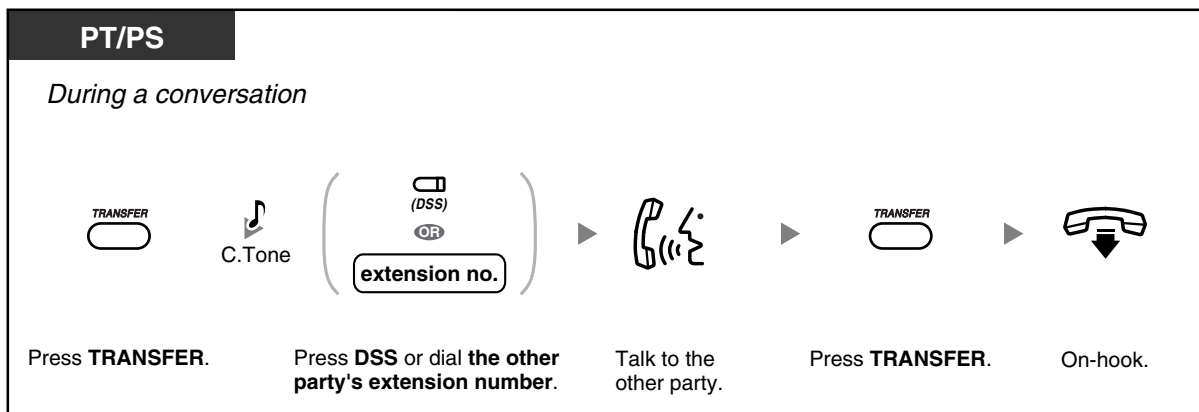 PT/PS
During a conversation
TRANSFER
C.Tone
(DSS)
OR
extension no.
TRANSFER
Press TRANSFER.
Press DSS or dial the other
party's extension number.
Talk to the
other party.
Press TRANSFER.
On-hook.